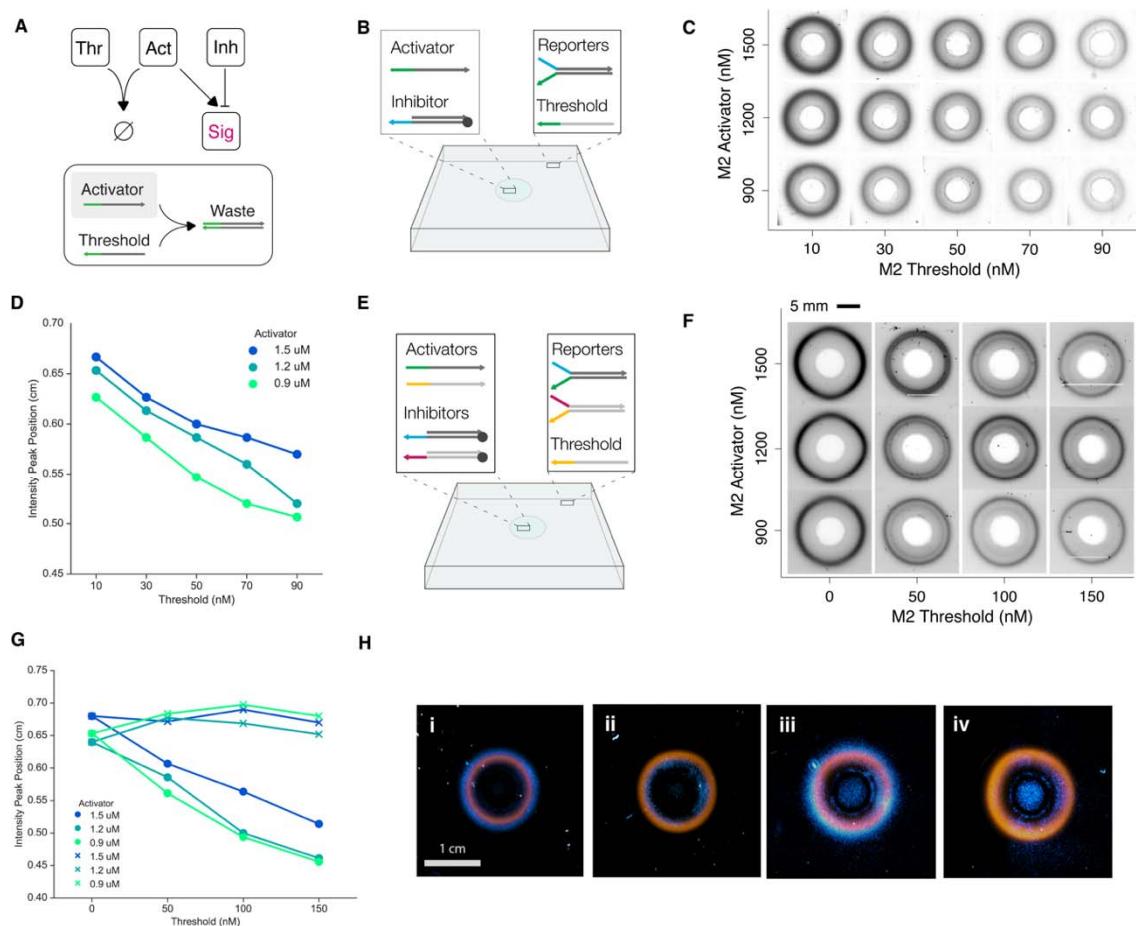 A
Thr
Act
Inh
∅
Sig
Activator
Threshold
Waste
B
Activator
Inhibitor
Reporters
Threshold
C
M2 Activator (nM)
1500
1200
900
10 30 50 70 90
M2 Threshold (nM)
D
Intensity Peak Position (cm)
0.70
0.65
0.60
0.55
0.50
0.45
Activator
1.5 uM
1.2 uM
0.9 uM
10 30 50 70 90
Threshold (nM)
E
Activators
Inhibitors
Reporters
Threshold
F
5 mm
M2 Activator (nM)
1500
1200
900
0 50 100 150
M2 Threshold (nM)
G
Intensity Peak Position (cm)
0.75
0.70
0.65
0.60
0.55
0.50
0.45
0.40
Activator
1.5 uM
1.2 uM
0.9 uM
1.5 uM
1.2 uM
0.9 uM
0 50 100 150
Threshold (nM)
H
i
ii
iii
iv
1 cm